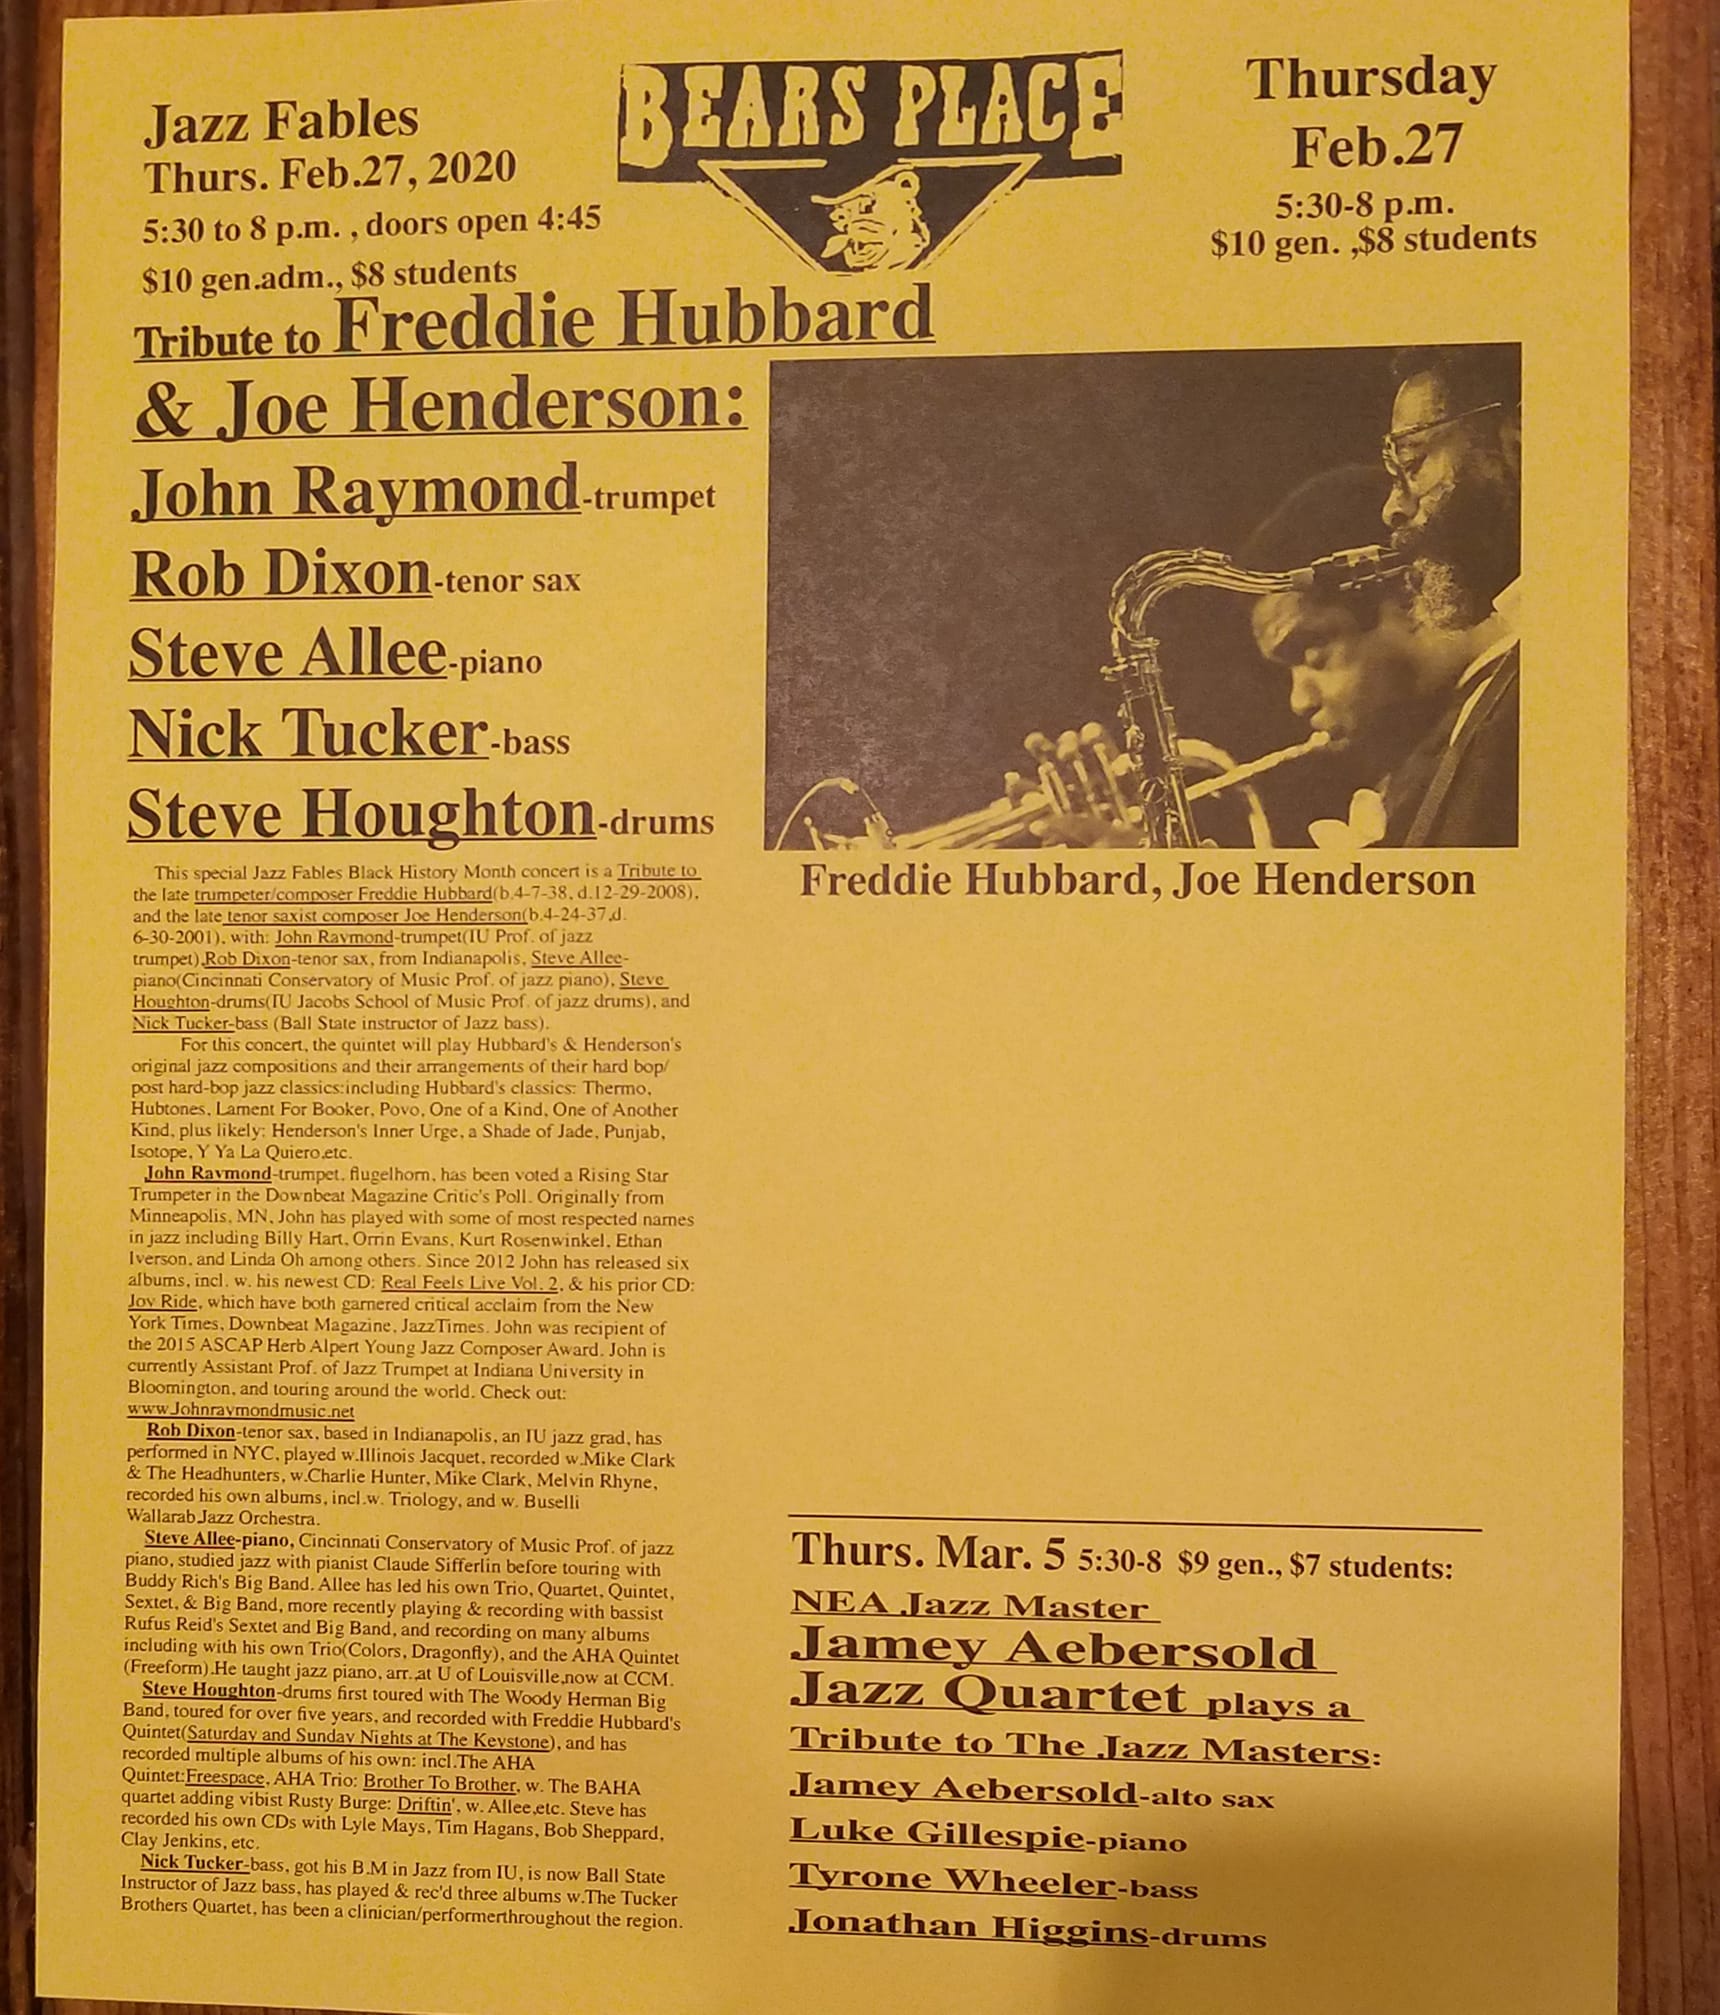 Jazz Fables
Thurs. Feb.27, 2020
5:30 to 8 p.m. , doors open 4:45
$10 gen.adm., $8 students
BEARS PLACE
Thursday
Feb.27
5:30-8 p.m.
$10 gen. ,$8 students
Tribute to Freddie Hubbard
& Joe Henderson:
John Raymond-trumpet
Rob Dixon-tenor sax
Steve Allee-piano
Nick Tucker-bass
Steve Houghton-drums
Freddie Hubbard, Joe Henderson
This special Jazz Fables Black History Month concert is a Tribute to
the late trumpeter/composer Freddie Hubbard(b.4-7-38, d.12-29-2008),
and the late tenor saxist composer Joe Henderson(b.4-24-37,d.
6-30-2001), with: John Raymond-trumpet(IU Prof. of jazz
trumpet),Rob Dixon-tenor sax, from Indianapolis, Steve Allee-
piano(Cincinnati Conservatory of Music Prof. of jazz piano), Steve
Houghton-drums(IU Jacobs School of Music Prof. of jazz drums), and
Nick Tucker-bass (Ball State instructor of Jazz bass).
For this concert, the quintet will play Hubbard's & Henderson's
original jazz compositions and their arrangements of their hard bop/
post hard-bop jazz classics:including Hubbard's classics: Thermo,
Hubtones, Lament For Booker, Povo, One of a Kind, One of Another
Kind, plus likely: Henderson's Inner Urge, a Shade of Jade, Punjab,
Isotope, Y Ya La Quiero,etc.
John Raymond-trumpet, flugelhorn, has been voted a Rising Star
Trumpeter in the Downbeat Magazine Critic's Poll. Originally from
Minneapolis, MN, John has played with some of most respected names
in jazz including Billy Hart, Orrin Evans, Kurt Rosenwinkel, Ethan
Iverson, and Linda Oh among others. Since 2012 John has released six
albums, incl. w. his newest CD: Real Feels Live Vol. 2, & his prior CD:
Joy Ride, which have both garnered critical acclaim from the New
York Times, Downbeat Magazine, JazzTimes. John was recipient of
the 2015 ASCAP Herb Alpert Young Jazz Composer Award. John is
currently Assistant Prof. of Jazz Trumpet at Indiana University in
Bloomington, and touring around the world. Check out:
www.Johnraymondmusic.net
Rob Dixon-tenor sax, based in Indianapolis, an IU jazz grad, has
performed in NYC, played w.Illinois Jacquet, recorded w.Mike Clark
& The Headhunters, w.Charlie Hunter, Mike Clark, Melvin Rhyne,
recorded his own albums, incl.w. Triology, and w. Buselli
Wallarab Jazz Orchestra.
Steve Allee-piano, Cincinnati Conservatory of Music Prof. of jazz
piano, studied jazz with pianist Claude Sifferlin before touring with
Buddy Rich's Big Band. Allee has led his own Trio, Quartet, Quintet,
Sextet, & Big Band, more recently playing & recording with bassist
Rufus Reid's Sextet and Big Band, and recording on many albums
including with his own Trio(Colors, Dragonfly), and the AHA Quintet
(Freeform).He taught jazz piano, arr.,at U of Louisville,now at CCM.
Steve Houghton-drums first toured with The Woody Herman Big
Band, toured for over five years, and recorded with Freddie Hubbard's
Quintet(Saturday and Sunday Nights at The Keystone), and has
recorded multiple albums of his own: incl.The AHA
Quintet:Freespace, AHA Trio: Brother To Brother, w. The BAHA
quartet adding vibist Rusty Burge: Driftin', w. Allee,etc. Steve has
recorded his own CDs with Lyle Mays, Tim Hagans, Bob Sheppard,
Clay Jenkins, etc.
Nick Tucker-bass, got his B.M in Jazz from IU, is now Ball State
Instructor of Jazz bass, has played & rec'd three albums w.The Tucker
Brothers Quartet, has been a clinician/performerthroughout the region.
Thurs. Mar. 5 5:30-8 $9 gen., $7 students:
NEA Jazz Master
Jamey Aebersold
Jazz Quartet plays a
Tribute to The Jazz Masters:
Jamey Aebersold-alto sax
Luke Gillespie-piano
Tyrone Wheeler-bass
Jonathan Higgins-drums